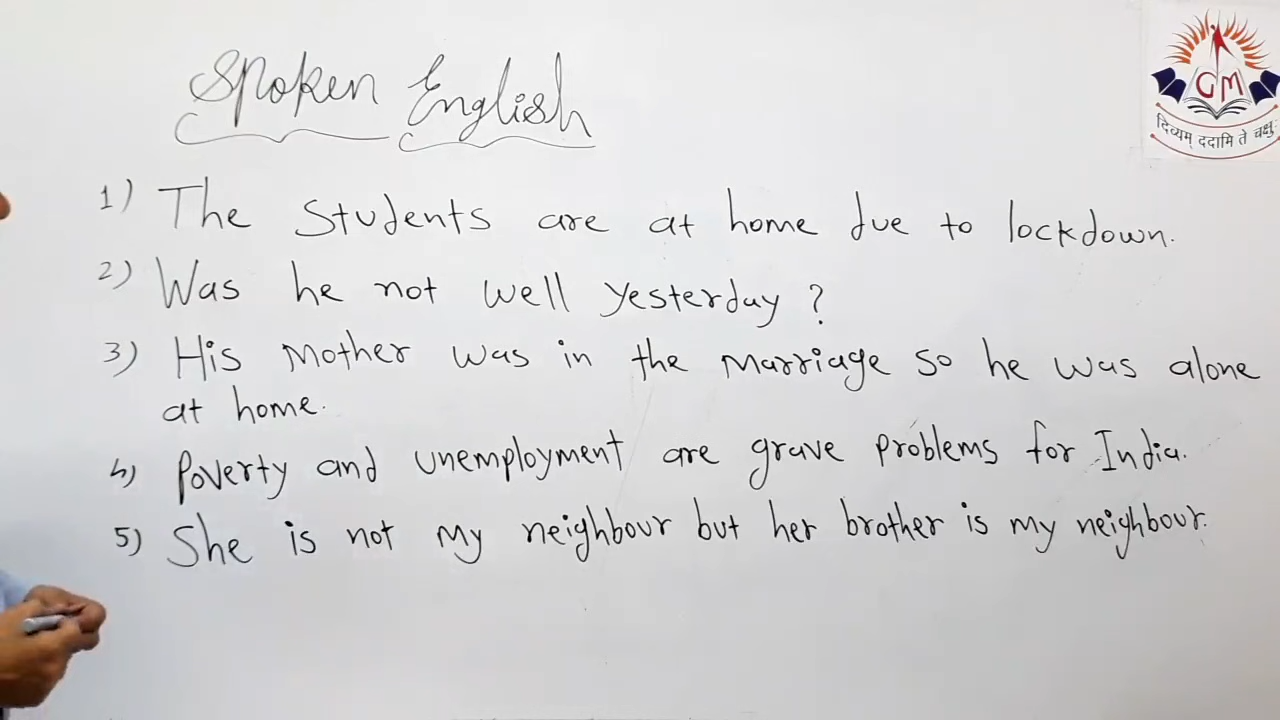 Spoken English
GM
दिव्यम् ददामि ते चक्षुः
1) The students are at home due to lockdown.
2) Was he not well yesterday ?
3) His Mother was in the Marriage so he was alone
at home.
4) Poverty and unemployment are grave problems for India.
5) She is not my neighbour but her brother is my neighbour.